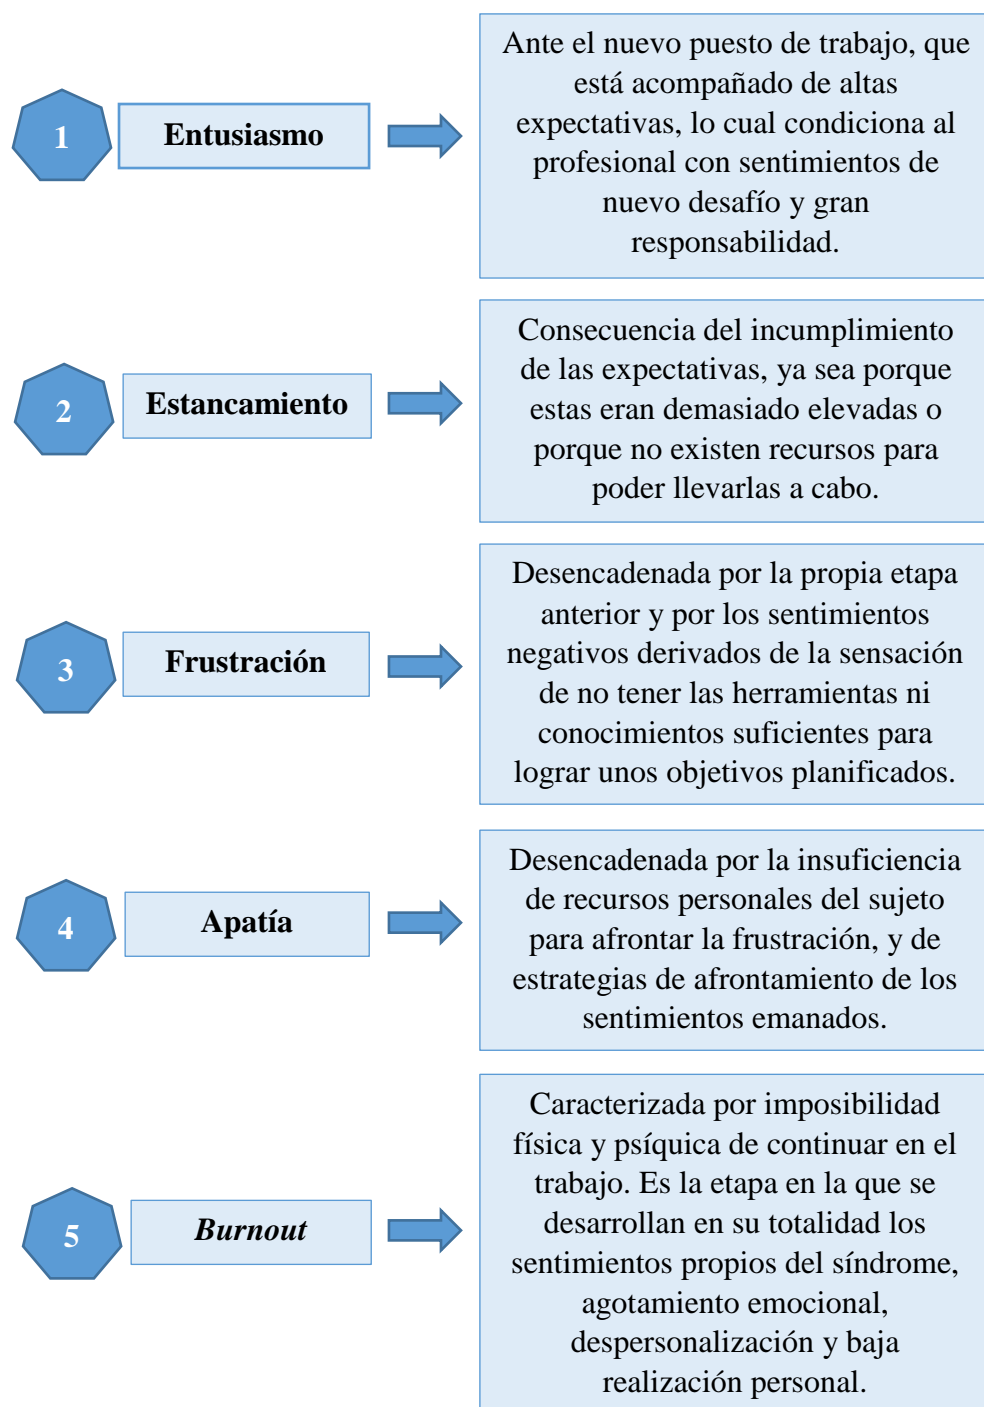 1
Entusiasmo
Ante el nuevo puesto de trabajo, que
está acompañado de altas
expectativas, lo cual condiciona al
profesional con sentimientos de
nuevo desafío y gran
responsabilidad.
2
Estancamiento
Consecuencia del incumplimiento
de las expectativas, ya sea porque
estas eran demasiado elevadas o
porque no existen recursos para
poder llevarlas a cabo.
3
Frustración
Desencadenada por la propia etapa
anterior y por los sentimientos
negativos derivados de la sensación
de no tener las herramientas ni
conocimientos suficientes para
lograr unos objetivos planificados.
4
Apatía
Desencadenada por la insuficiencia
de recursos personales del sujeto
para afrontar la frustración, y de
estrategias de afrontamiento de los
sentimientos emanados.
5
Burnout
Caracterizada por imposibilidad
física y psíquica de continuar en el
trabajo. Es la etapa en la que se
desarrollan en su totalidad los
sentimientos propios del síndrome,
agotamiento emocional,
despersonalización y baja
realización personal.